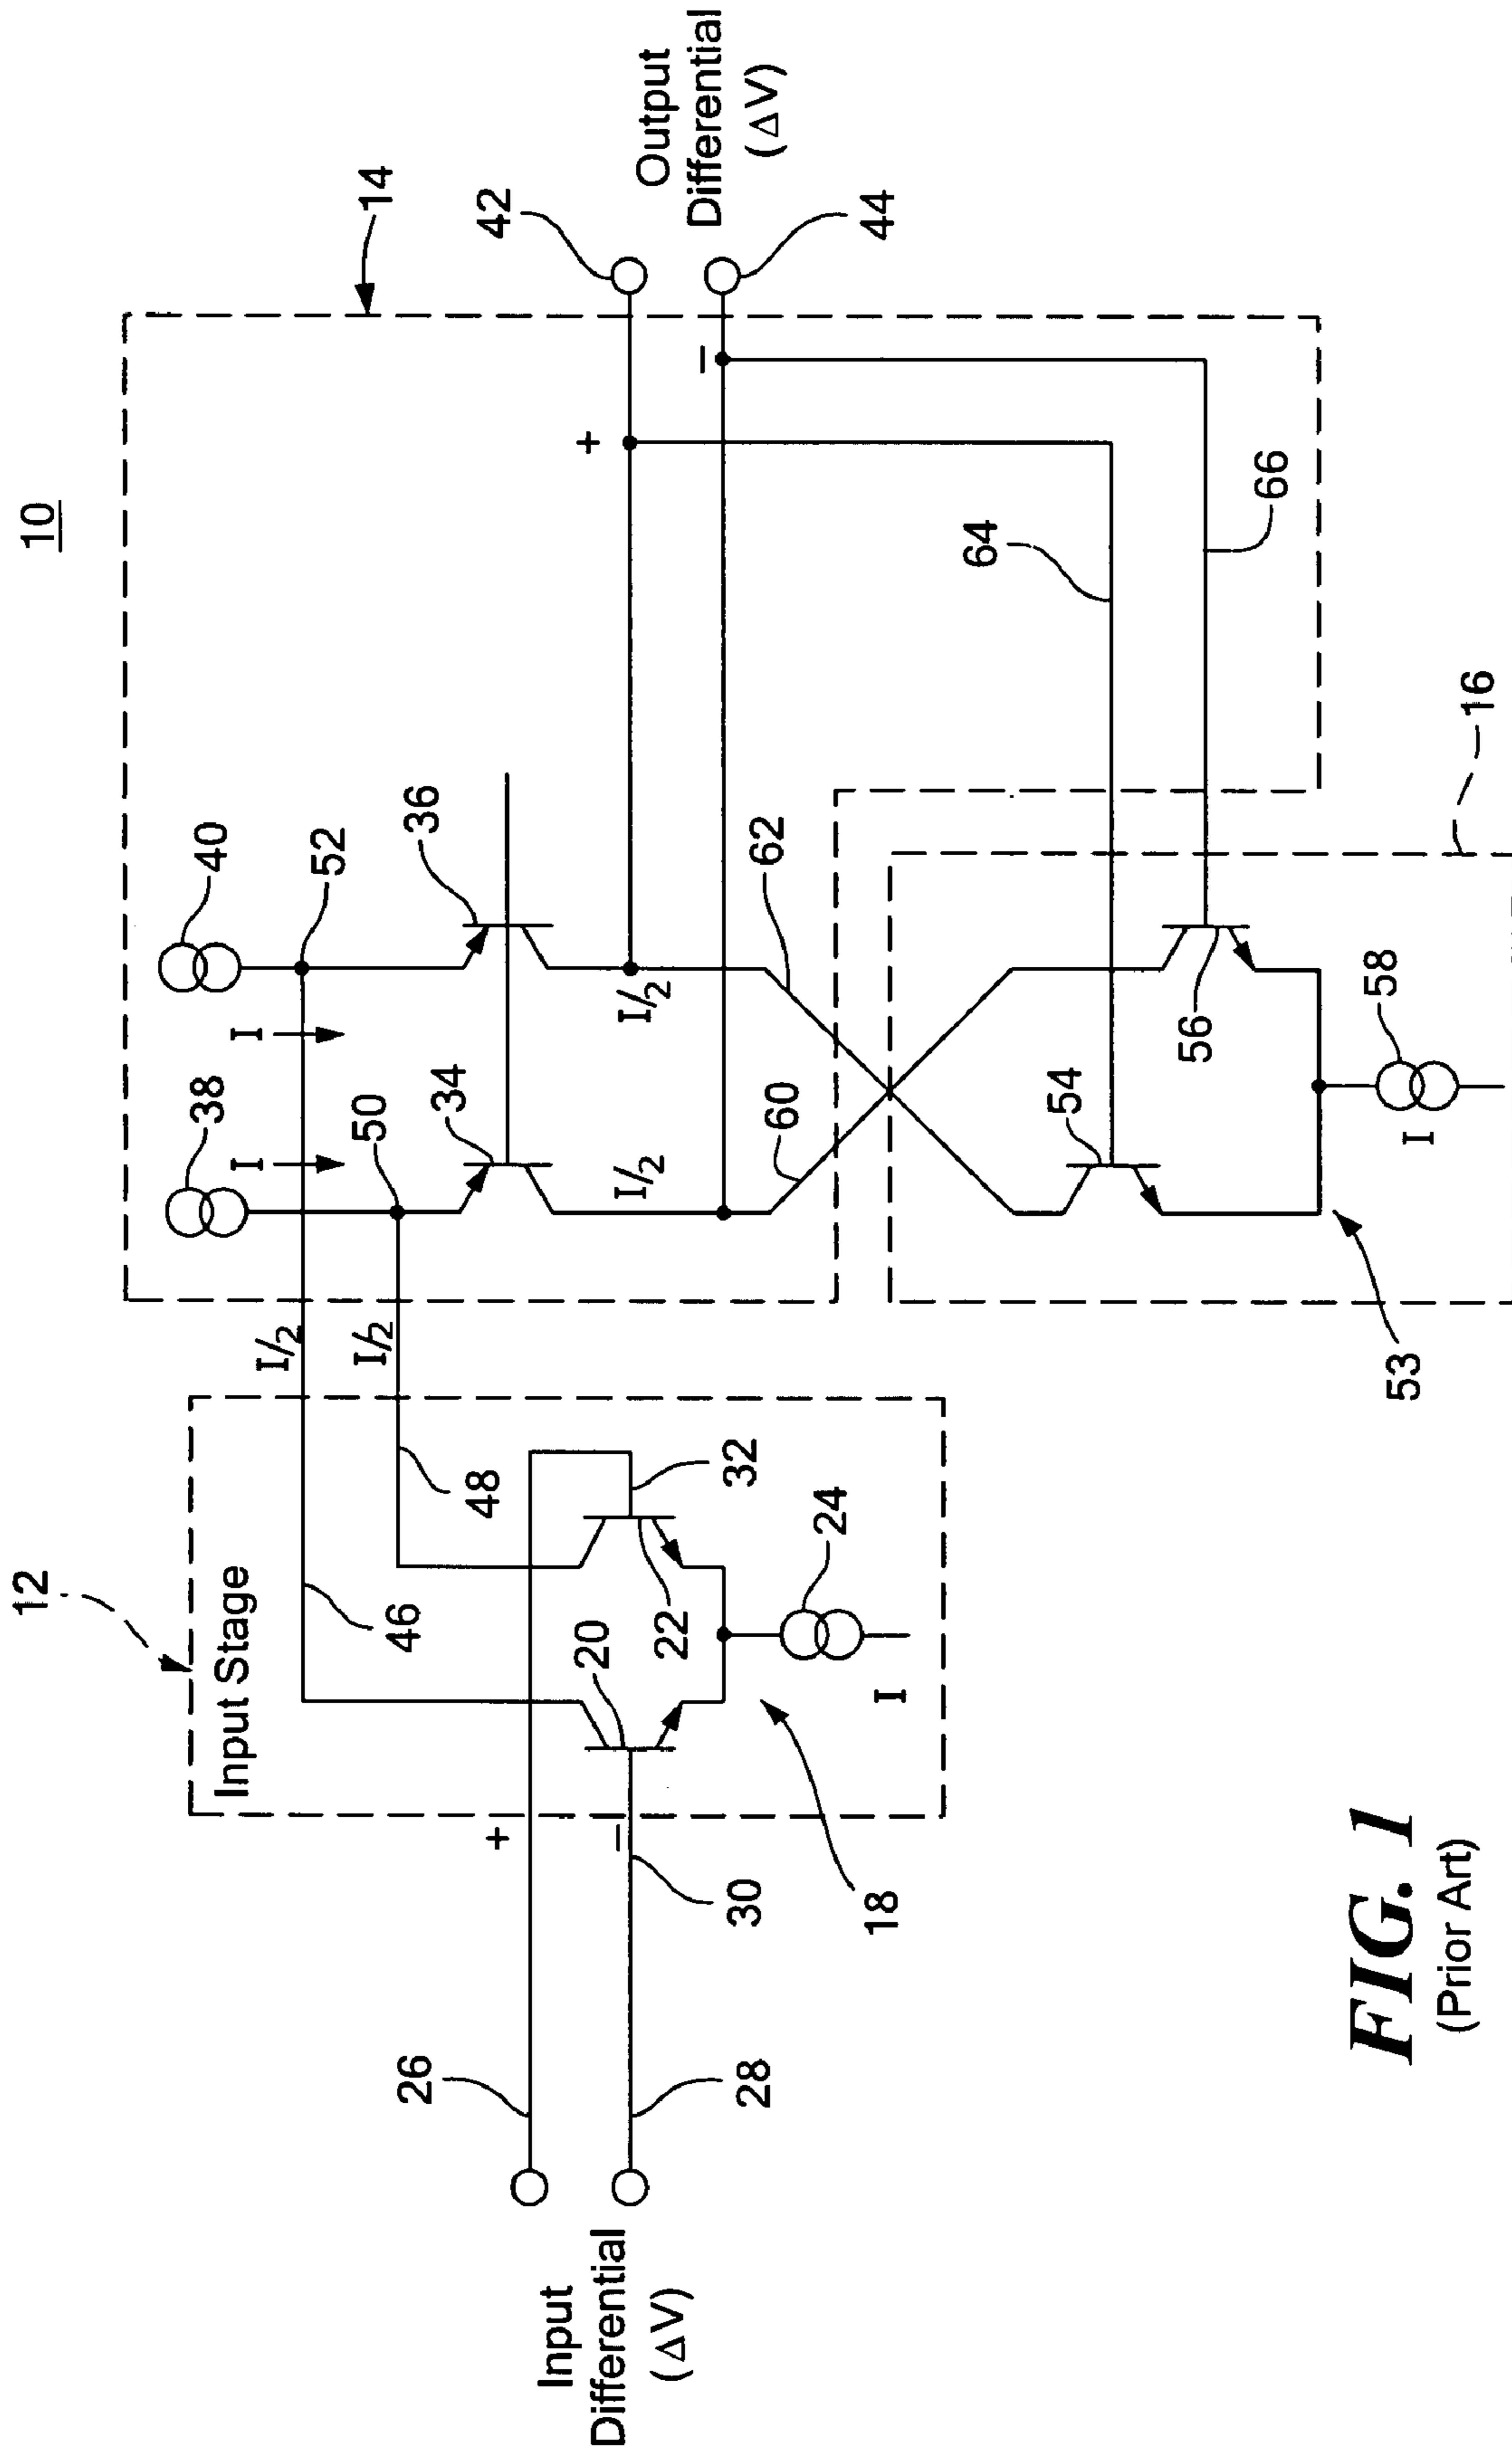 10
14
12
Input Stage
40
38
I
I
52
50
36
34
I/2
I/2
46
48
42
44
Output
Differential
(ΔV)
+
−
I/2
I/2
62
60
64
66
16
20
22
32
24
I
18
+
−
30
26
28
Input
Differential
(ΔV)
54
56
58
I
53
FIG. 1
(Prior Art)